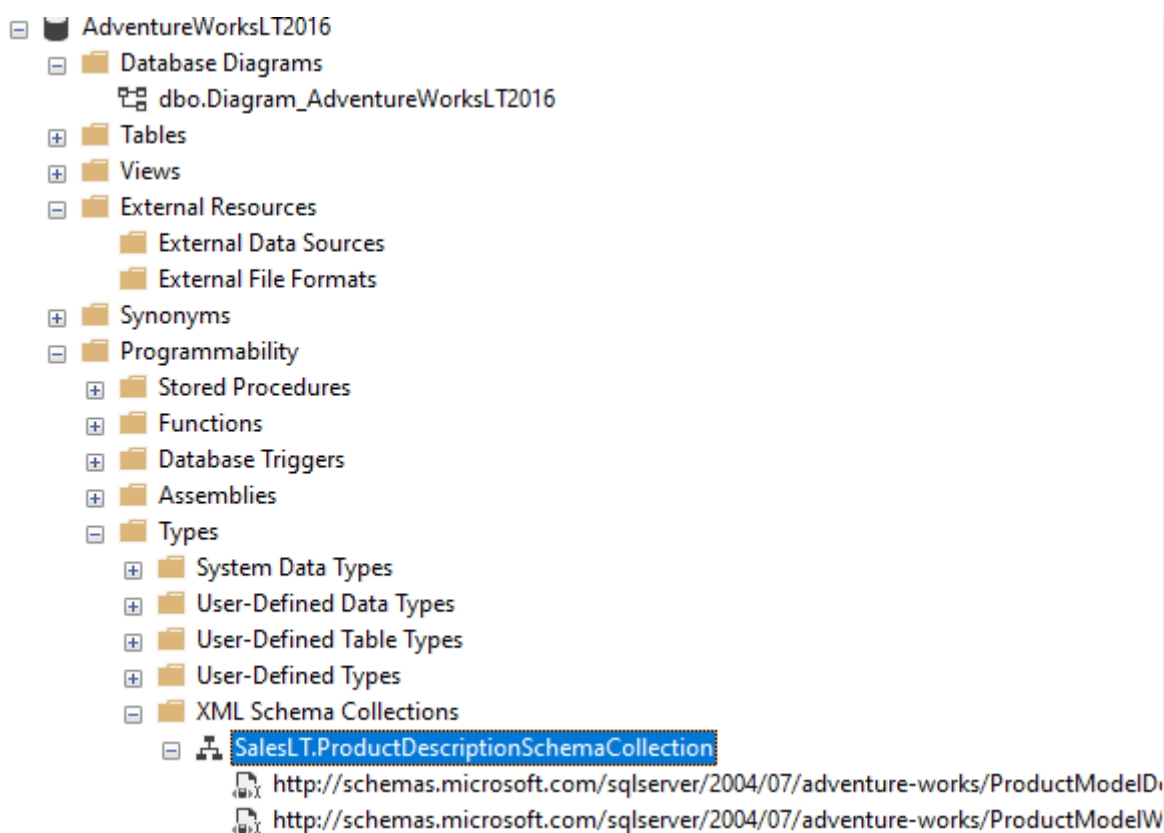 AdventureWorksLT2016
Database Diagrams
dbo.Diagram_AdventureWorksLT2016
Tables
Views
External Resources
External Data Sources
External File Formats
Synonyms
Programmability
Stored Procedures
Functions
Database Triggers
Assemblies
Types
System Data Types
User-Defined Data Types
User-Defined Table Types
User-Defined Types
XML Schema Collections
SalesLT.ProductDescriptionSchemaCollection
http://schemas.microsoft.com/sqlserver/2004/07/adventure-works/ProductModelD
http://schemas.microsoft.com/sqlserver/2004/07/adventure-works/ProductModelW